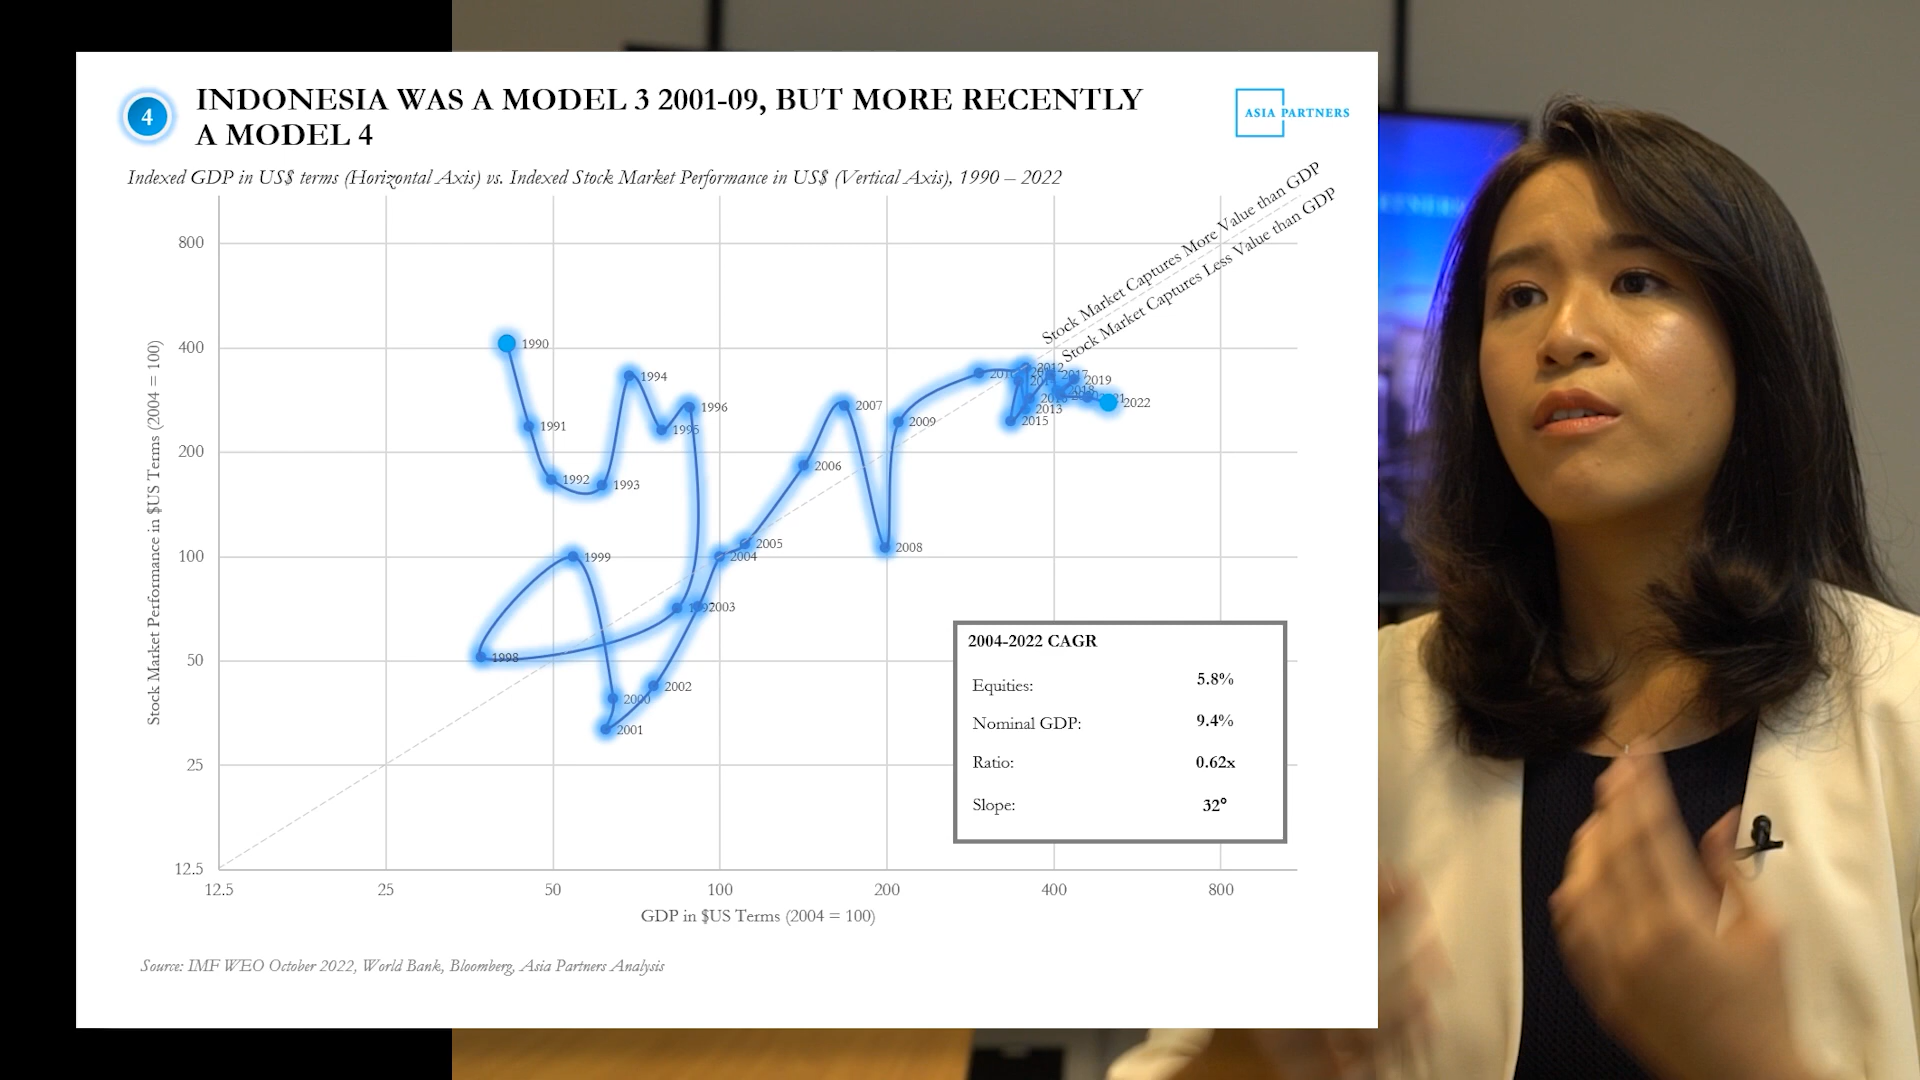 4
INDONESIA WAS A MODEL 3 2001-09, BUT MORE RECENTLY
A MODEL 4
ASIA PARTNERS
Indexed GDP in US$ terms (Horizontal Axis) vs. Indexed Stock Market Performance in US$ (Vertical Axis), 1990 – 2022
Stock Market Captures More Value than GDP
Stock Market Captures Less Value than GDP
Stock Market Performance in $US Terms (2004 = 100)
800
400
200
100
50
25
12.5
1990
1991
1992
1993
1994
1995
1996
1998
1999
2000
2001
2002
2003
2004
2005
2006
2007
2008
2009
2012
2013
2015
2017
2018
2019
2022
2004-2022 CAGR
Equities: 5.8%
Nominal GDP: 9.4%
Ratio: 0.62x
Slope: 32°
12.5 25 50 100 200 400 800
GDP in $US Terms (2004 = 100)
Source: IMF WEO October 2022, World Bank, Bloomberg, Asia Partners Analysis